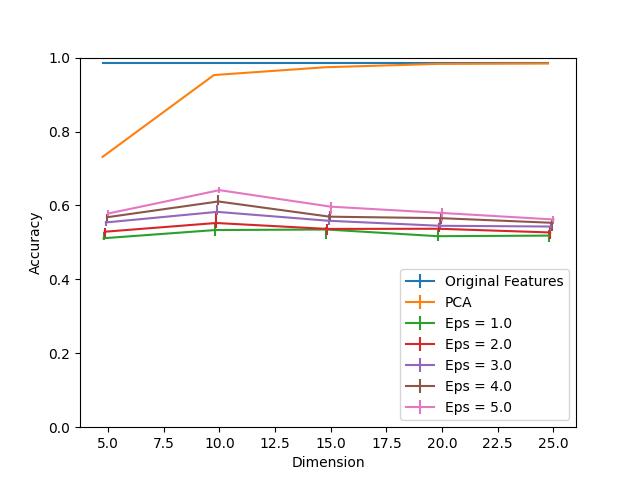 1.0
0.8
0.6
0.4
0.2
0.0
Accuracy
Original Features
PCA
Eps = 1.0
Eps = 2.0
Eps = 3.0
Eps = 4.0
Eps = 5.0
5.0 7.5 10.0 12.5 15.0 17.5 20.0 22.5 25.0
Dimension